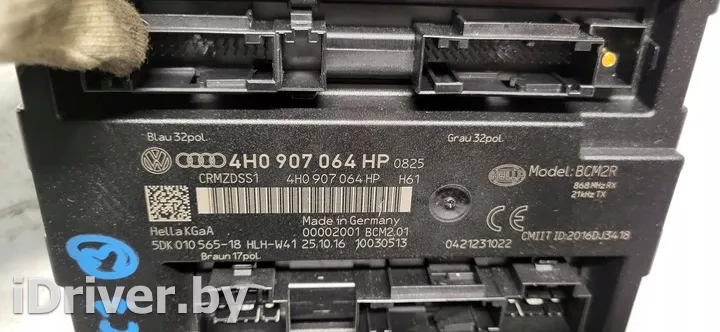 Blau 32pol. Grau 32pol.
4H0 907 064 HP 0825
CRMZDSS1 4H0 907 064 HP H61
HELLA Model: BCM2R
868 MHz RX
21kHz TX
Made in Germany
Hella KGaA 00002001 BCM2.01
5DK 010 565-18 HLH-W41 25.10.16 10030513
0421231022
CE
CMIIT ID:2016DJ3418
Braun 17pol.
iDriver.by